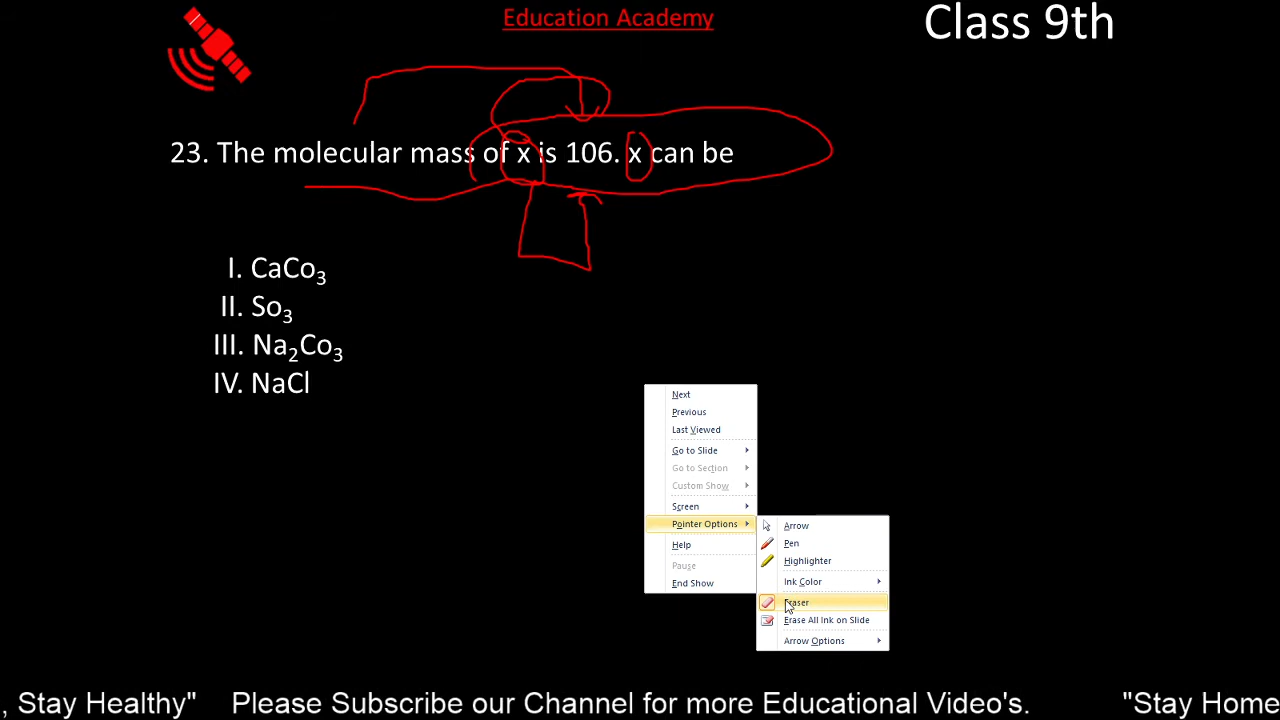 Education Academy
Class 9th
23. The molecular mass of x is 106. x can be
I. CaCo₃
II. So₃
III. Na₂Co₃
IV. NaCl
Next
Previous
Last Viewed
Go to Slide
Go to Section
Custom Show
Screen
Pointer Options
Help
Pause
End Show
Arrow
Pen
Highlighter
Ink Color
Eraser
Erase All Ink on Slide
Arrow Options
, Stay Healthy" Please Subscribe our Channel for more Educational Video's. "Stay Home